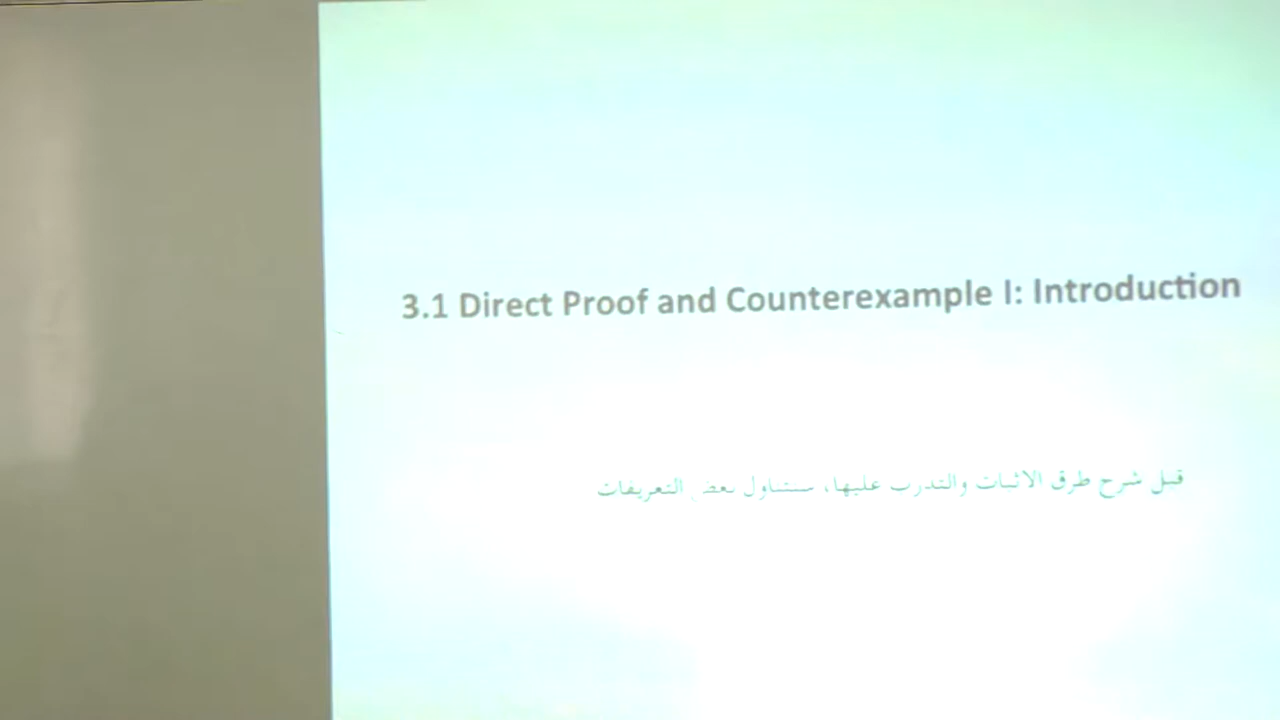 3.1 Direct Proof and Counterexample I: Introduction
قبل شرح طرق الاثبات والتدرب عليها، سنتناول بعض التعريفات